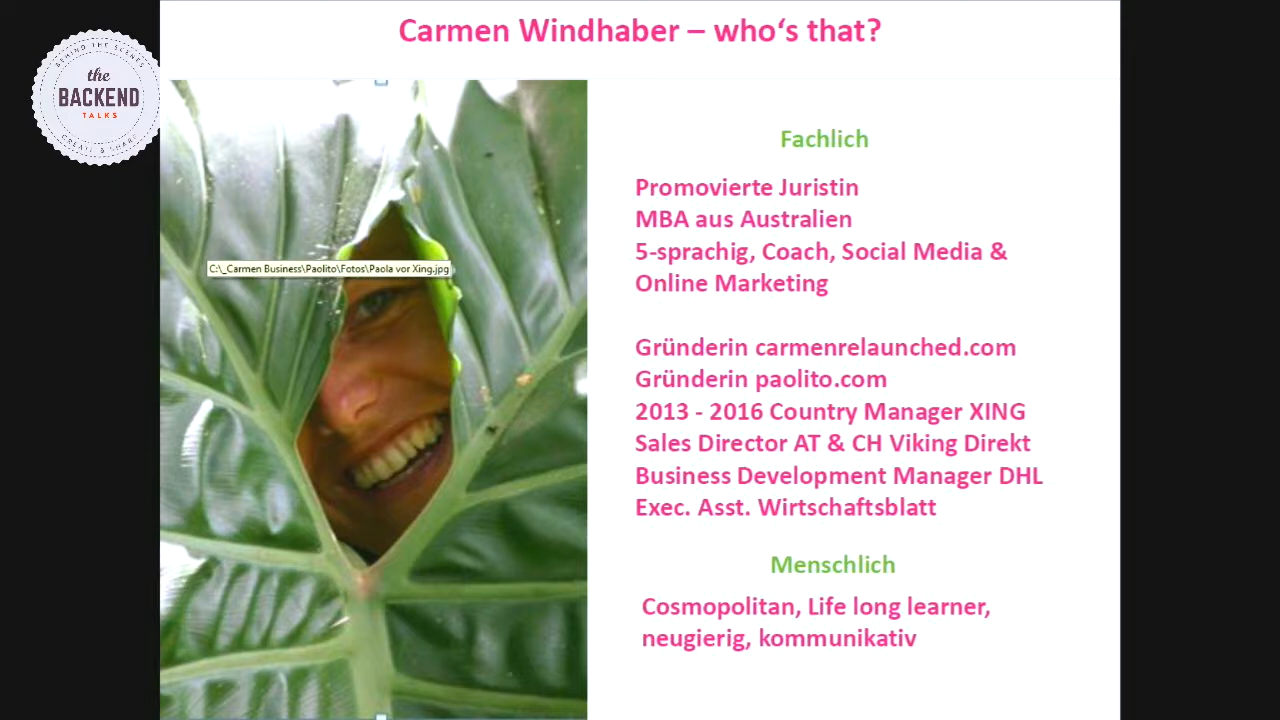 Carmen Windhaber – who‘s that?
the
BACKEND
TALKS
C:\_Carmen Business\Paolito\Fotos\Paola vor Xing.jpg
Fachlich
Promovierte Juristin
MBA aus Australien
5-sprachig, Coach, Social Media &
Online Marketing
Gründerin carmenrelaunched.com
Gründerin paolito.com
2013 - 2016 Country Manager XING
Sales Director AT & CH Viking Direkt
Business Development Manager DHL
Exec. Asst. Wirtschaftsblatt
Menschlich
Cosmopolitan, Life long learner,
neugierig, kommunikativ